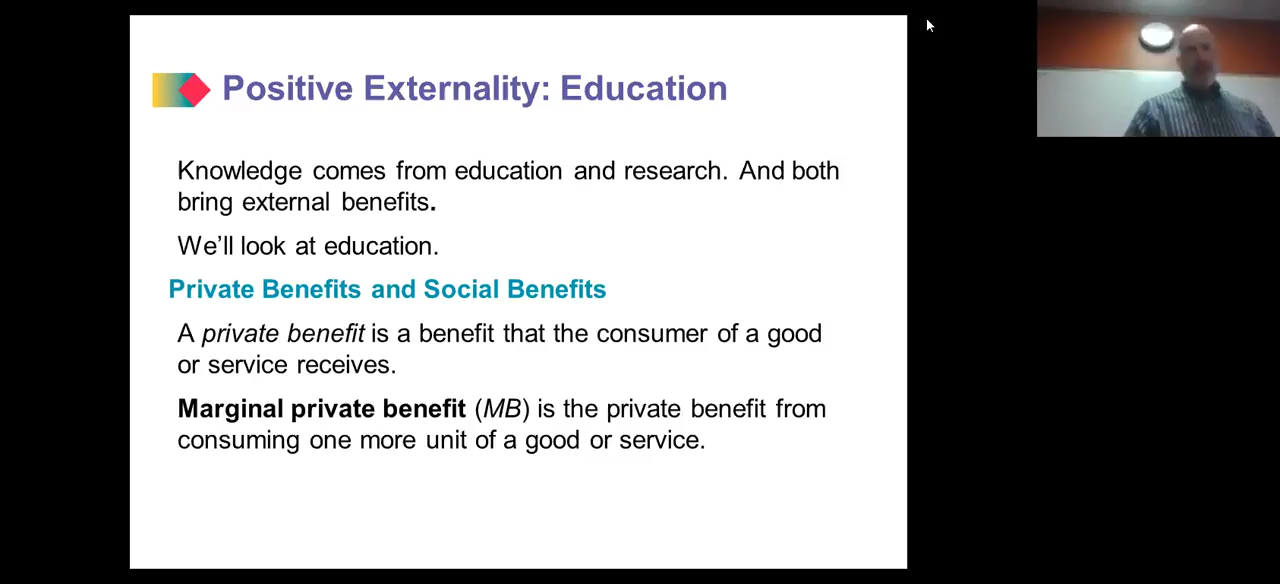 Positive Externality: Education
Knowledge comes from education and research. And both
bring external benefits.
We'll look at education.
Private Benefits and Social Benefits
A private benefit is a benefit that the consumer of a good
or service receives.
Marginal private benefit (MB) is the private benefit from
consuming one more unit of a good or service.